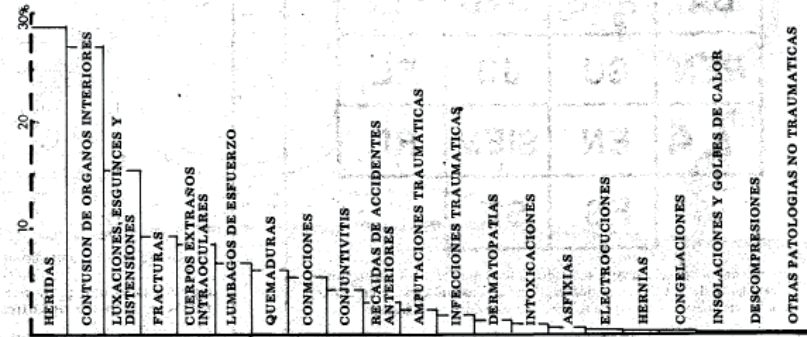 30%
20
10
HERIDAS
CONTUSION DE ORGANOS INTERIORES
LUXACIONES, ESGUINCES Y
DISTENSIONES
FRACTURAS
CUERPOS EXTRAÑOS
INTRAOCULARES
LUMBAGOS DE ESFUERZO
QUEMADURAS
CONMOCIONES
CONJUNTIVITIS
RECAIDAS DE ACCIDENTES
ANTERIORES
AMPUTACIONES TRAUMATICAS
INFECCIONES TRAUMATICAS
DERMATOPATIAS
INTOXICACIONES
ASFIXIAS
ELECTROCUCIONES
HERNIAS
CONGELACIONES
INSOLACIONES Y GOLPES DE CALOR
DESCOMPRESIONES
OTRAS PATOLOGIAS NO TRAUMATICAS